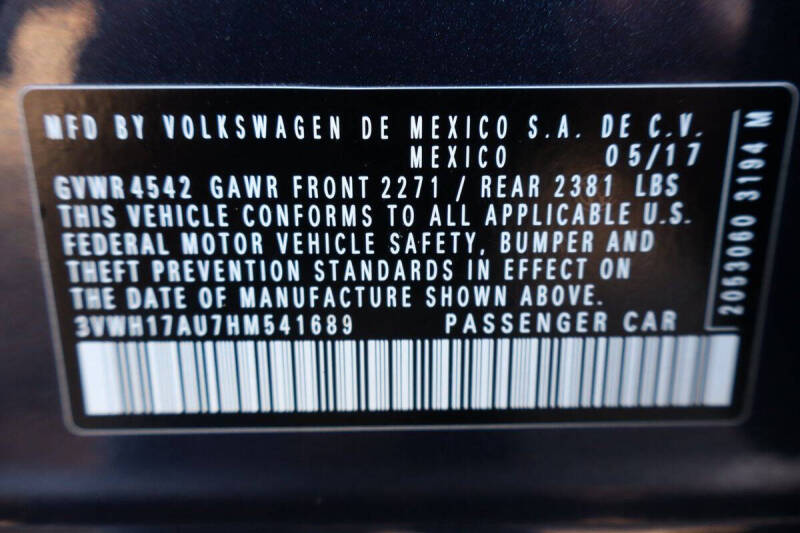 MFD BY VOLKSWAGEN DE MEXICO S.A. DE C.V.
MEXICO 05/17
GVWR 4542 GAWR FRONT 2271 / REAR 2381 LBS
THIS VEHICLE CONFORMS TO ALL APPLICABLE U.S.
FEDERAL MOTOR VEHICLE SAFETY, BUMPER AND
THEFT PREVENTION STANDARDS IN EFFECT ON
THE DATE OF MANUFACTURE SHOWN ABOVE.
3VWH17AU7HM541689 PASSENGER CAR
2053060 3194 M